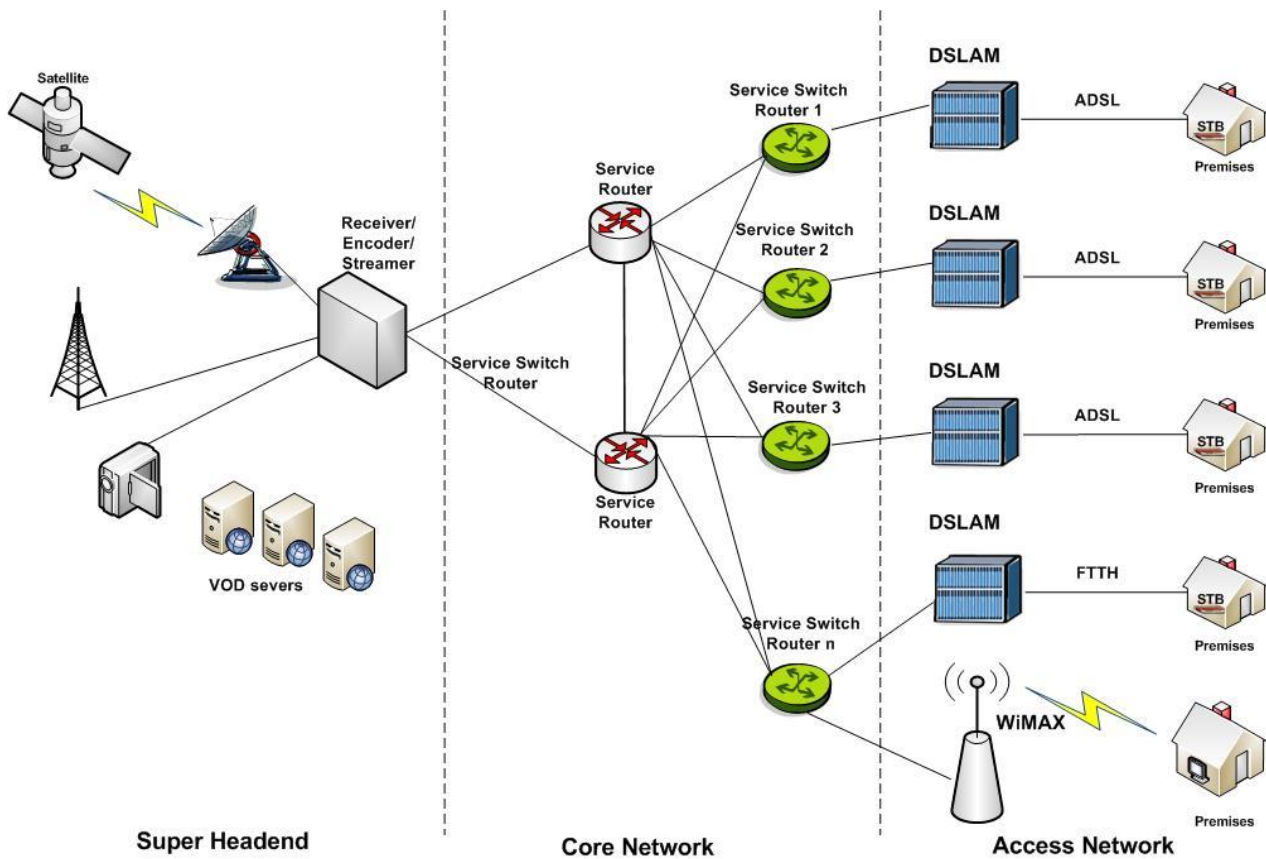 Satellite
Receiver/
Encoder/
Streamer
VOD severs
Super Headend
Service
Router
Service Switch
Router
Service
Router
Service Switch
Router 1
Service Switch
Router 2
Service Switch
Router 3
Service Switch
Router n
Core Network
DSLAM
ADSL
STB
Premises
DSLAM
ADSL
STB
Premises
DSLAM
ADSL
STB
Premises
DSLAM
FTTH
STB
Premises
WiMAX
Premises
Access Network